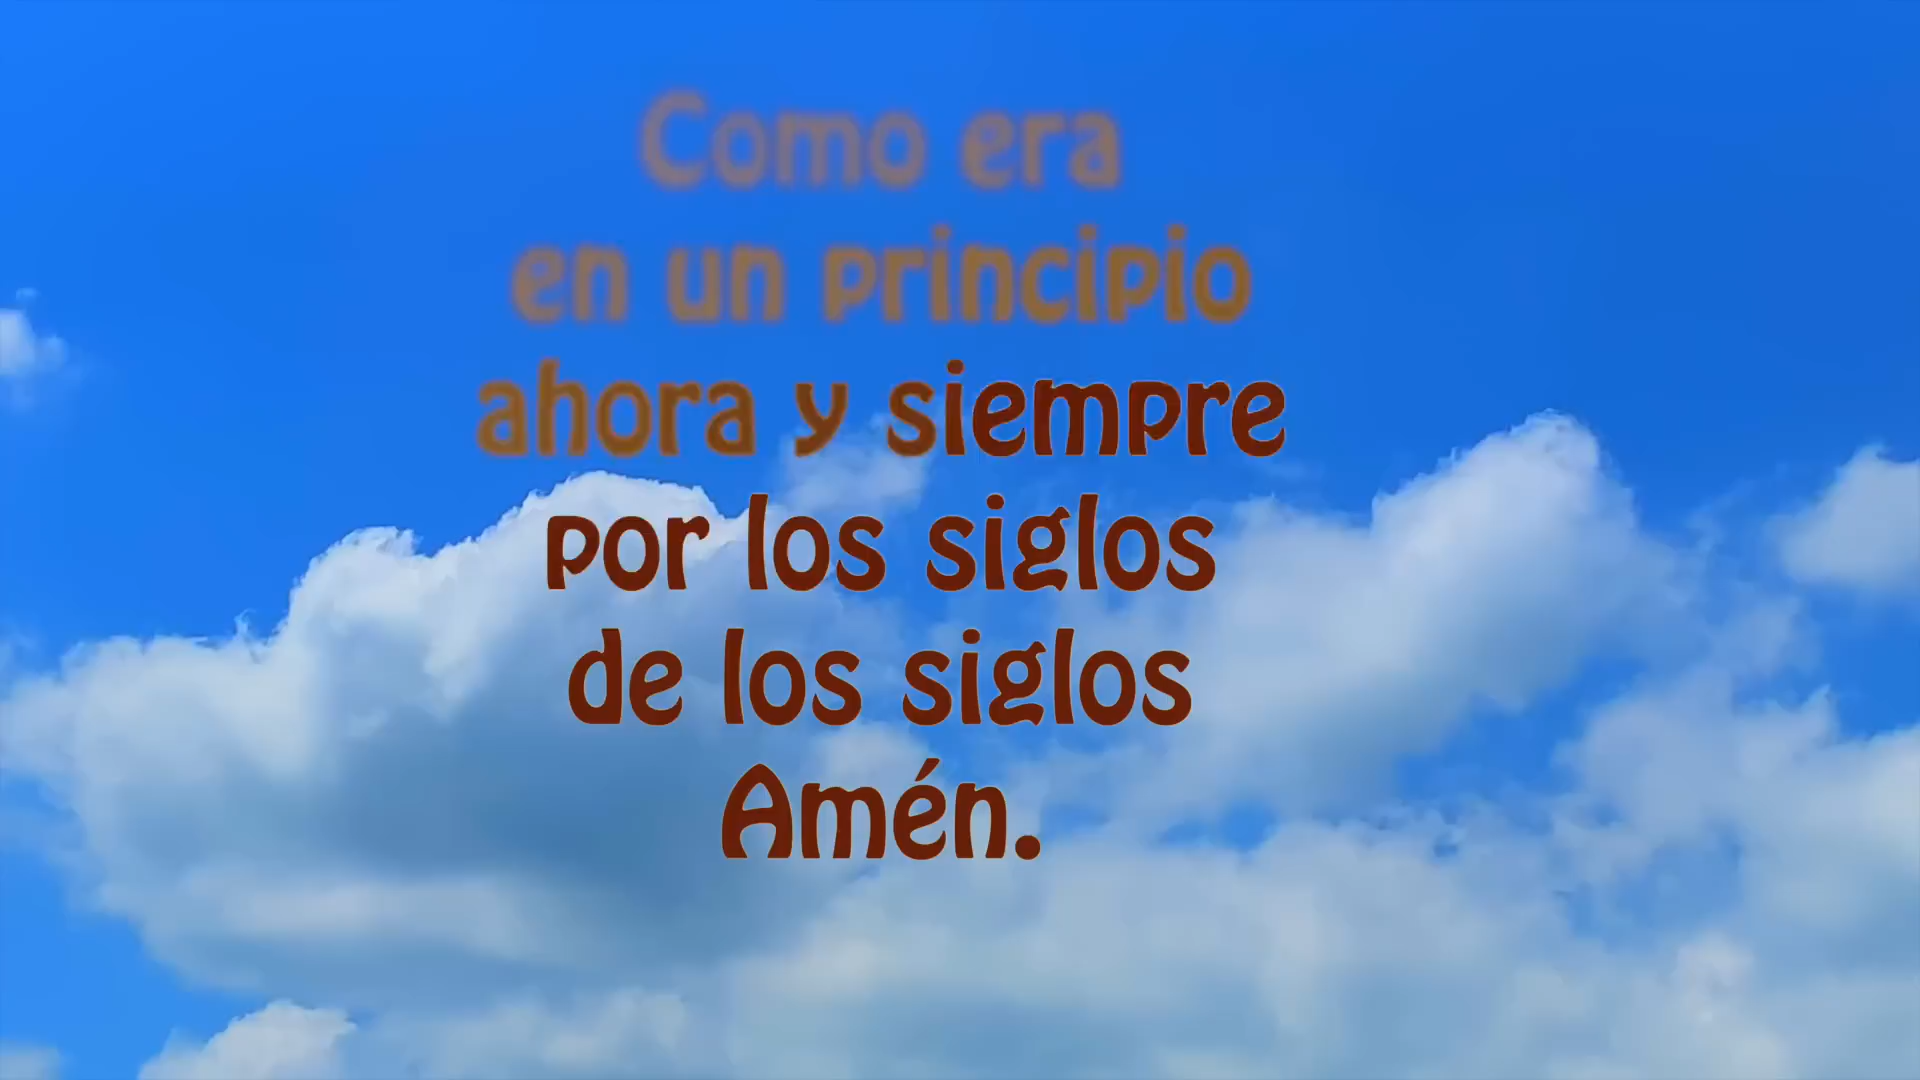 Como era
en un principio
ahora y siempre
por los siglos
de los siglos
Amén.